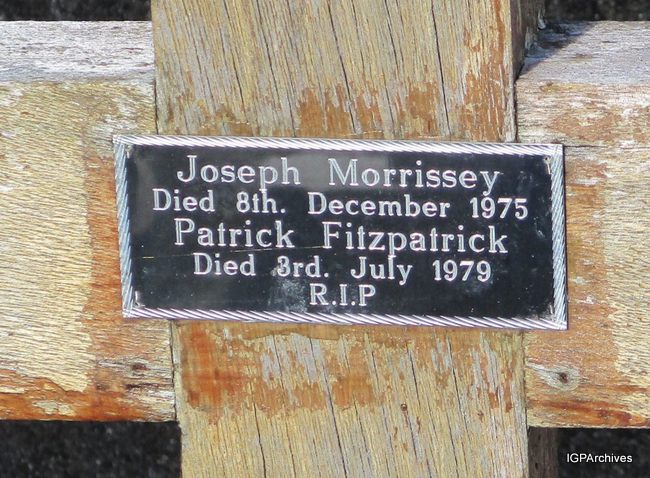 Joseph Morrissey
Died 8th. December 1975
Patrick Fitzpatrick
Died 3rd. July 1979
R.I.P
IGPArchives